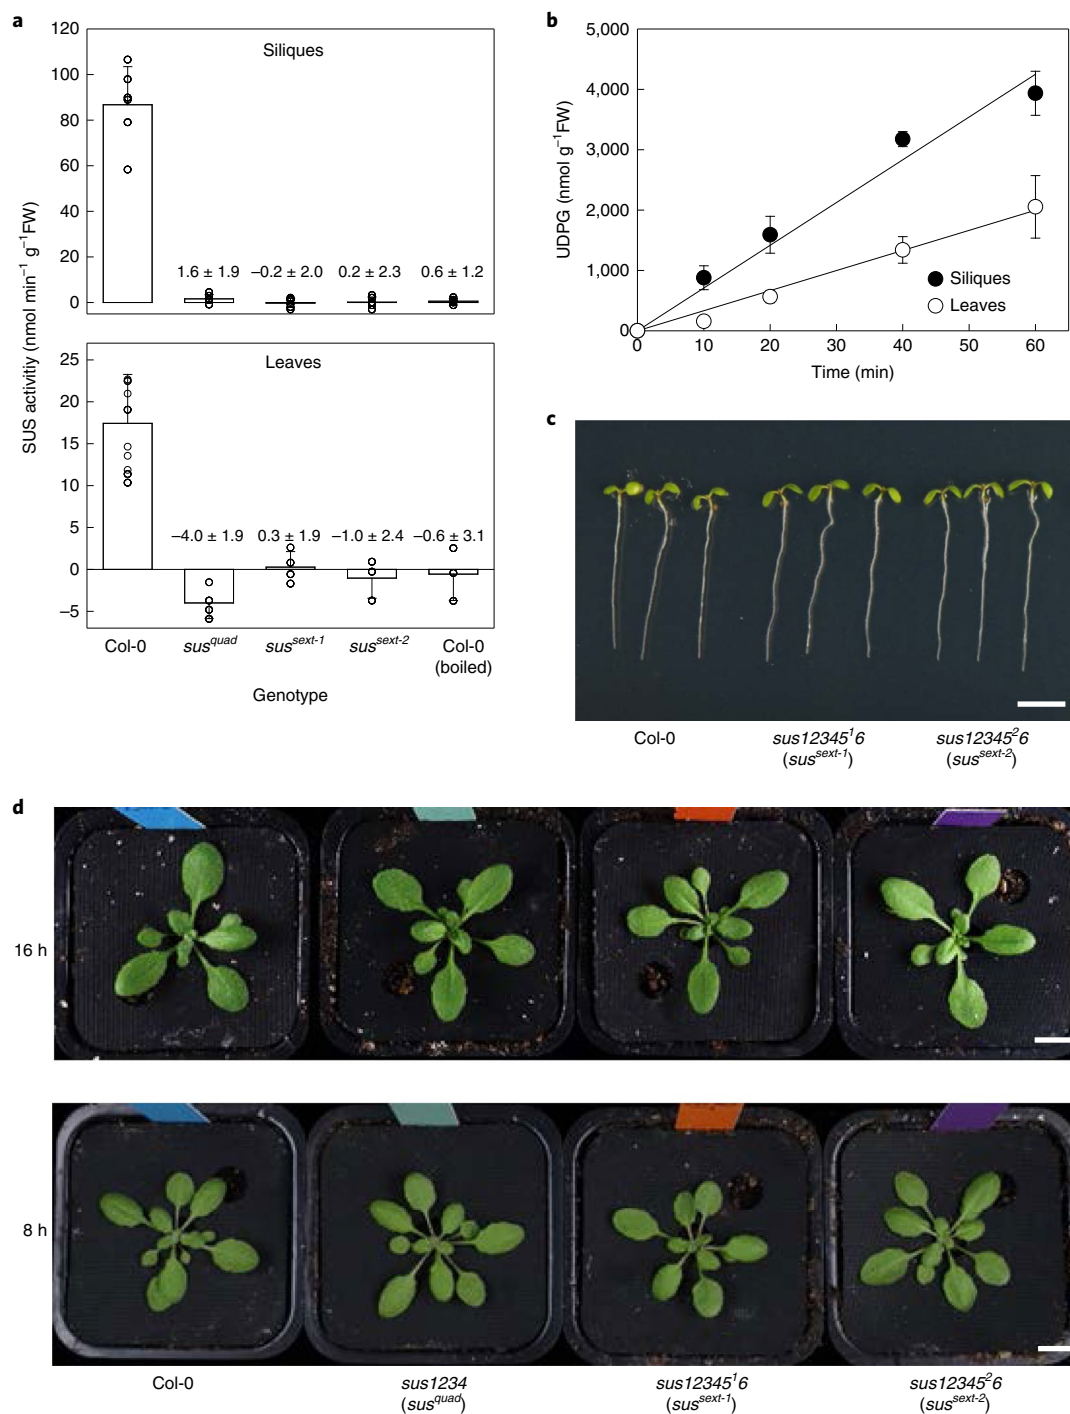 a
SUS activitiy (nmol min⁻¹ g⁻¹FW)
120
100
80
60
40
20
0
Siliques
1.6 ± 1.9
−0.2 ± 2.0
0.2 ± 2.3
0.6 ± 1.2
25
20
15
10
5
0
−5
Leaves
−4.0 ± 1.9
0.3 ± 1.9
−1.0 ± 2.4
−0.6 ± 3.1
Col-0
sus^quad
sus^sext-1
sus^sext-2
Col-0
(boiled)
Genotype
b
UDPG (nmol g⁻¹FW)
5,000
4,000
3,000
2,000
1,000
0
Siliques
Leaves
0
10
20
30
40
50
60
Time (min)
c
Col-0
sus12345¹6
(sus^sext-1)
sus12345²6
(sus^sext-2)
d
16 h
8 h
Col-0
sus1234
(sus^quad)
sus12345¹6
(sus^sext-1)
sus12345²6
(sus^sext-2)